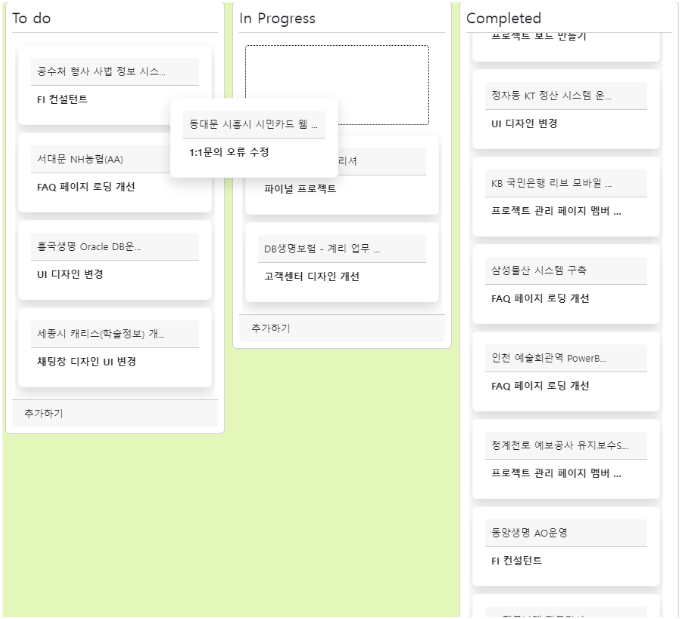 To do
공수처 형사 사법 정보 시스...
FI 컨설턴트
서대문 NH농협(AA)
FAQ 페이지 로딩 개선
흥국생명 Oracle DB운...
UI 디자인 변경
세종시 캐리스(학술정보) 개...
채팅창 디자인 UI 변경
추가하기
In Progress
동대문 시흥시 시민카드 웹 ...
1:1문의 오류 수정
리셔
파이널 프로젝트
DB생명보험 - 계리 업무 ...
고객센터 디자인 개선
추가하기
Completed
프로젝트 보드 만들기
정자동 KT 정산 시스템 운...
UI 디자인 변경
KB 국민은행 리브 모바일 ...
프로젝트 관리 페이지 멤버 ...
삼성물산 시스템 구축
FAQ 페이지 로딩 개선
인천 예술회관역 PowerB...
FAQ 페이지 로딩 개선
청계천로 예보공사 유지보수S...
프로젝트 관리 페이지 멤버 ...
동양생명 AO운영
FI 컨설턴트